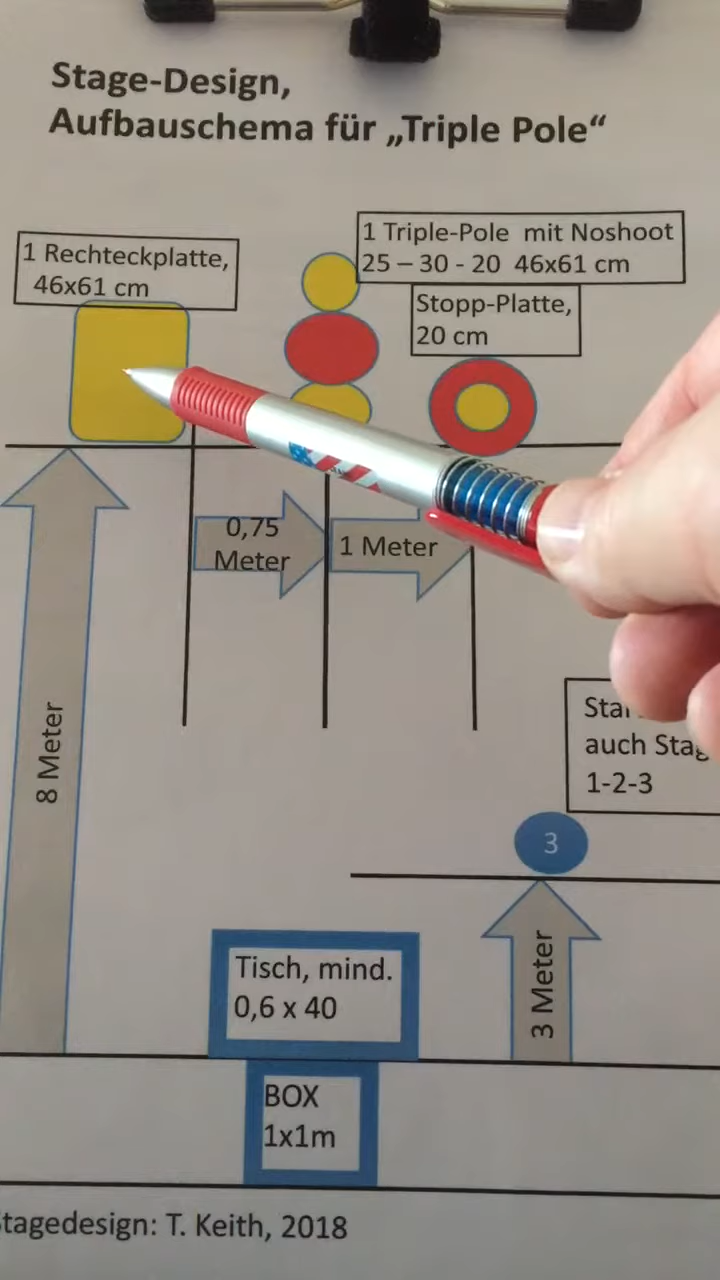 Stage-Design,
Aufbauschema für „Triple Pole“
1 Rechteckplatte,
46x61 cm
1 Triple-Pole mit Noshoot
25 – 30 - 20 46x61 cm
Stopp-Platte,
20 cm
0,75
Meter
1 Meter
8 Meter
auch
1-2-3
3
Tisch, mind.
0,6 x 40
3 Meter
BOX
1x1m
tagedesign: T. Keith, 2018